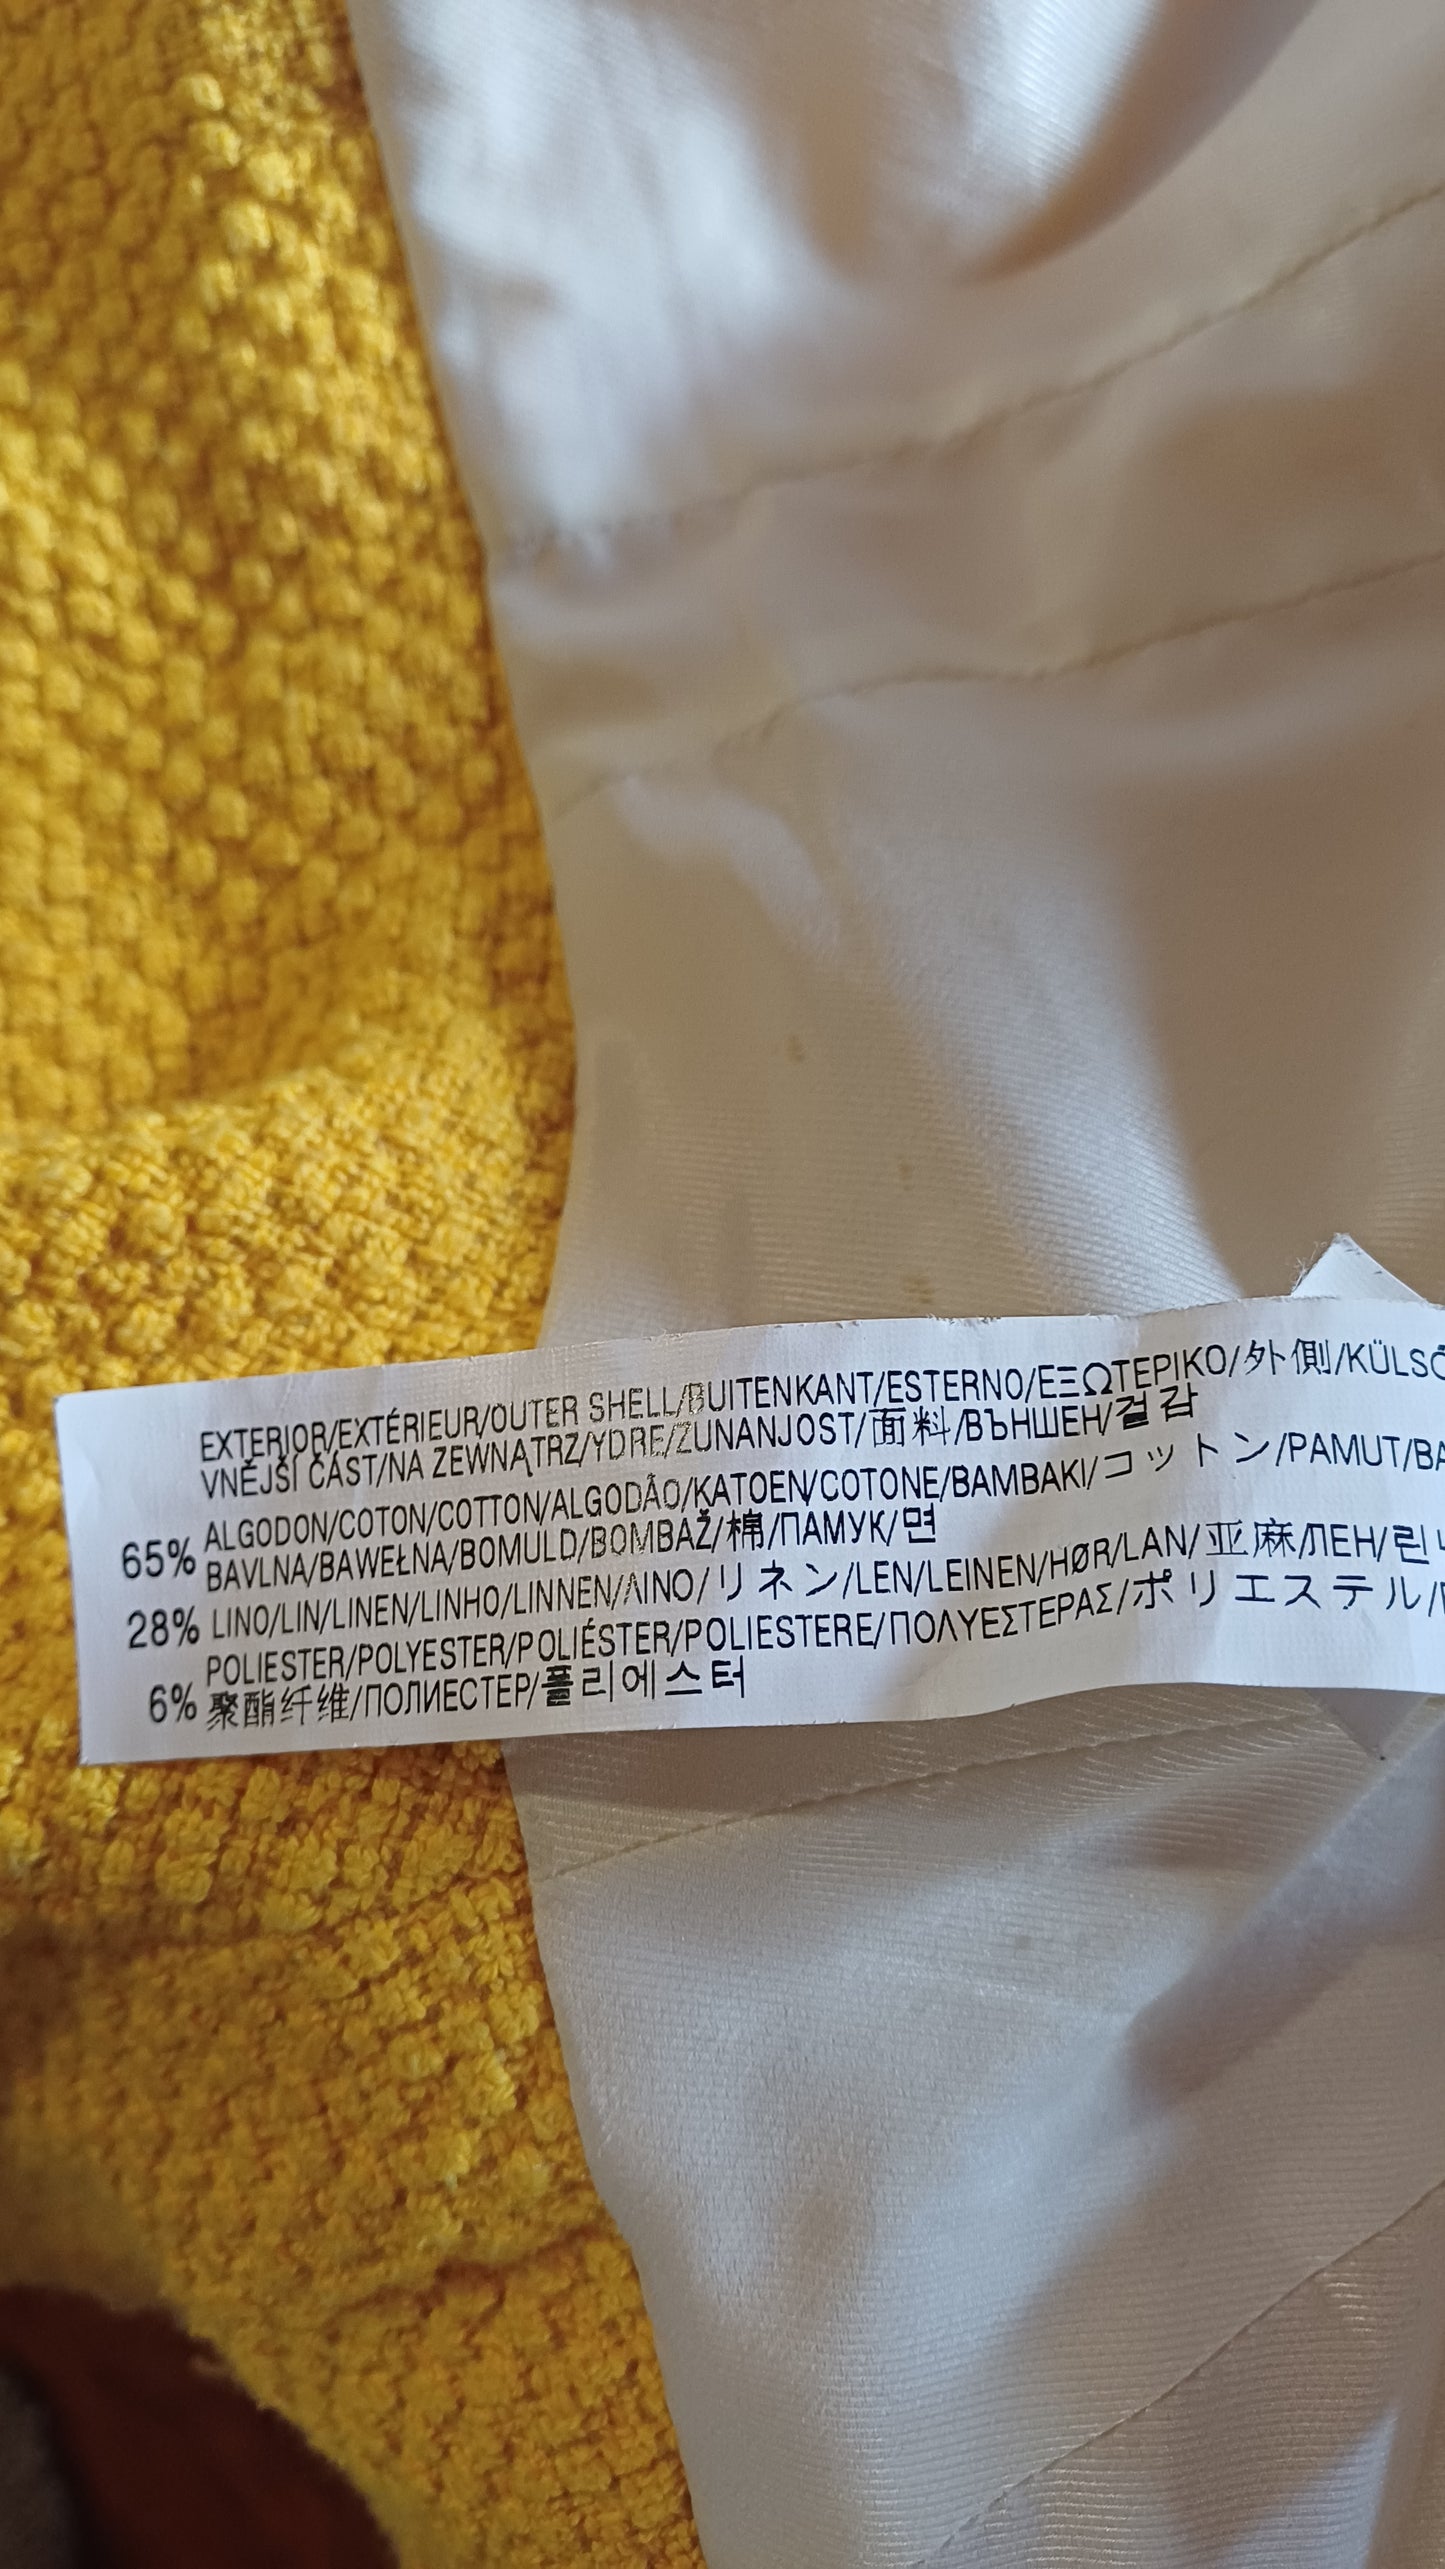 EXTERIOR/EXTÉRIEUR/OUTER SHELL/BUITENKANT/ESTERNO/ΕΞΩΤΕΡΙΚΟ/外側/KÜLSŐ
VNĚJŠÍ ČÁST/NA ZEWNĄTRZ/YDRE/ZUNANJOST/面料/ВЪНШЕН/겉감
65% ALGODON/COTON/COTTON/ALGODÃO/KATOEN/COTONE/BAMBAKI/コットン/PAMUT/BA
BAVLNA/BAWEŁNA/BOMULD/BOMBAŽ/棉/ПАМУК/면
28% LINO/LIN/LINEN/LINHO/LINNEN/ΛΙΝΟ/リネン/LEN/LEINEN/HØR/LAN/亚麻/ЛЕН/린
6% POLIESTER/POLYESTER/POLIÉSTER/POLIESTERE/ΠΟΛΥΕΣΤΕΡΑΣ/ポリエステル/
聚酯纤维/ПОЛИЕСТЕР/폴리에스터